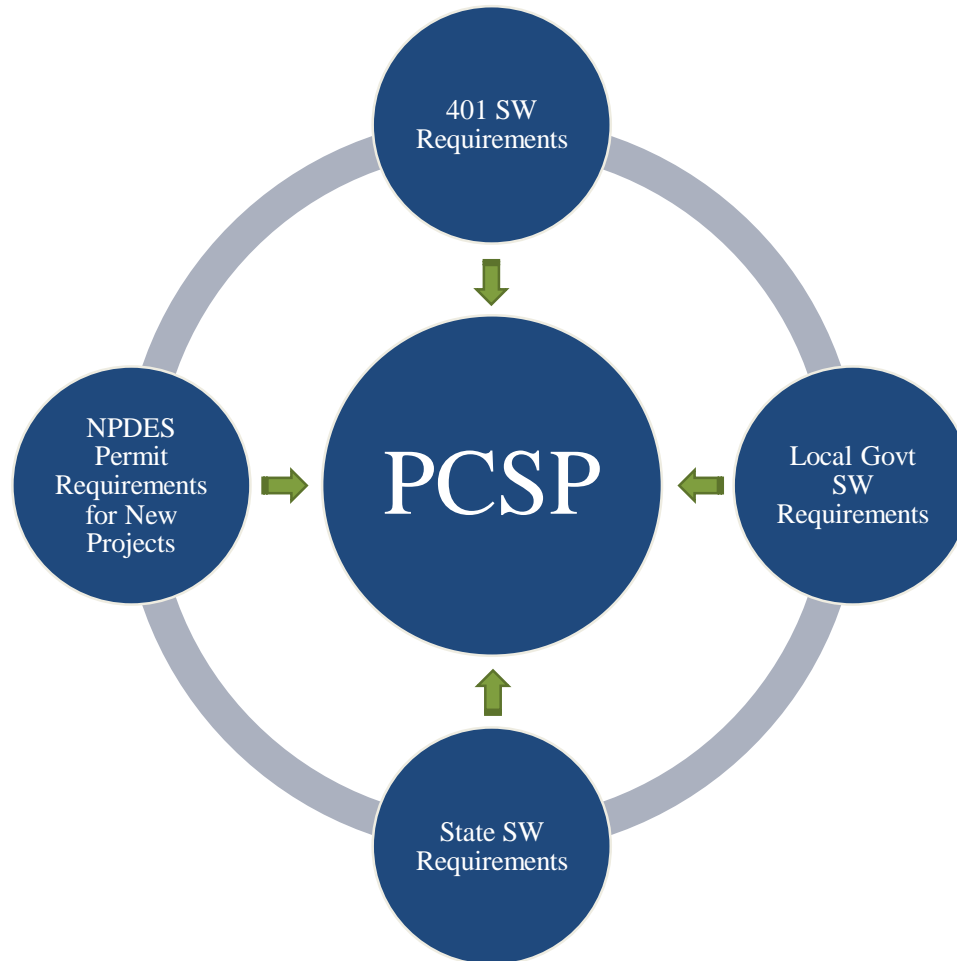 401 SW
Requirements
NPDES
Permit
Requirements
for New
Projects
PCSP
Local Govt
SW
Requirements
State SW
Requirements